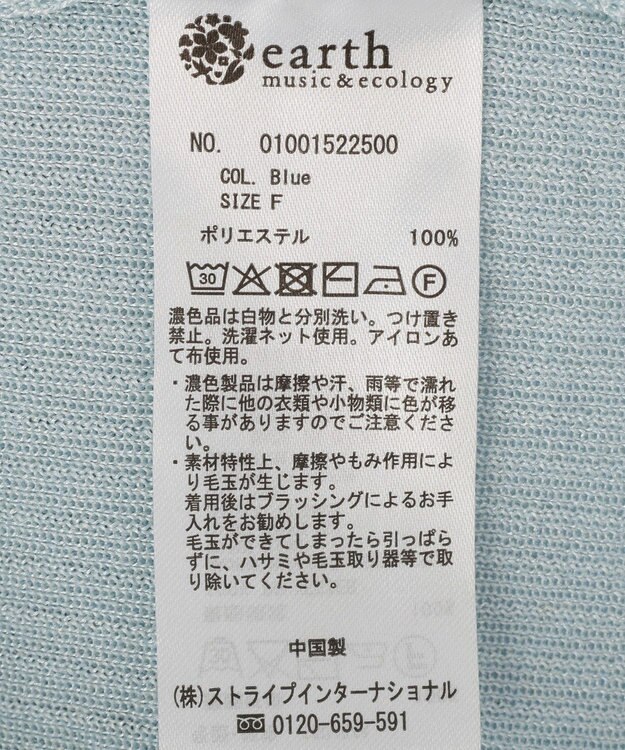 earth
music&ecology
NO. 01001522500
COL. Blue
SIZE F
ポリエステル 100%
30 F
濃色品は白物と分別洗い。つけ置き
禁止。洗濯ネット使用。アイロンあ
て布使用。
・濃色製品は摩擦や汗、雨等で濡れ
た際に他の衣類や小物類に色が移
る事がありますのでご注意くださ
い。
・素材特性上、摩擦やもみ作用によ
り毛玉が生じます。
着用後はブラッシングによるお手
入れをお勧めします。
毛玉ができてしまったら引っぱら
ずに、ハサミや毛玉取り器等で取
り除いてください。
中国製
(株)ストライプインターナショナル
0120-659-591